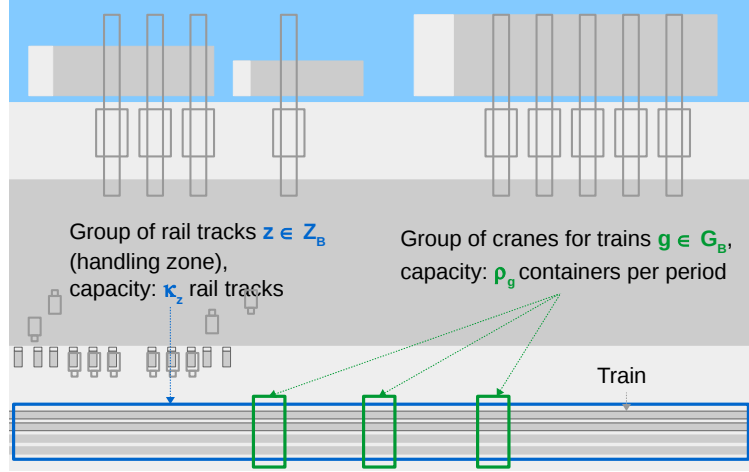 Group of rail tracks z ∈ Z_B
(handling zone),
capacity: κ_z rail tracks
Group of cranes for trains g ∈ G_B,
capacity: ρ_g containers per period
Train